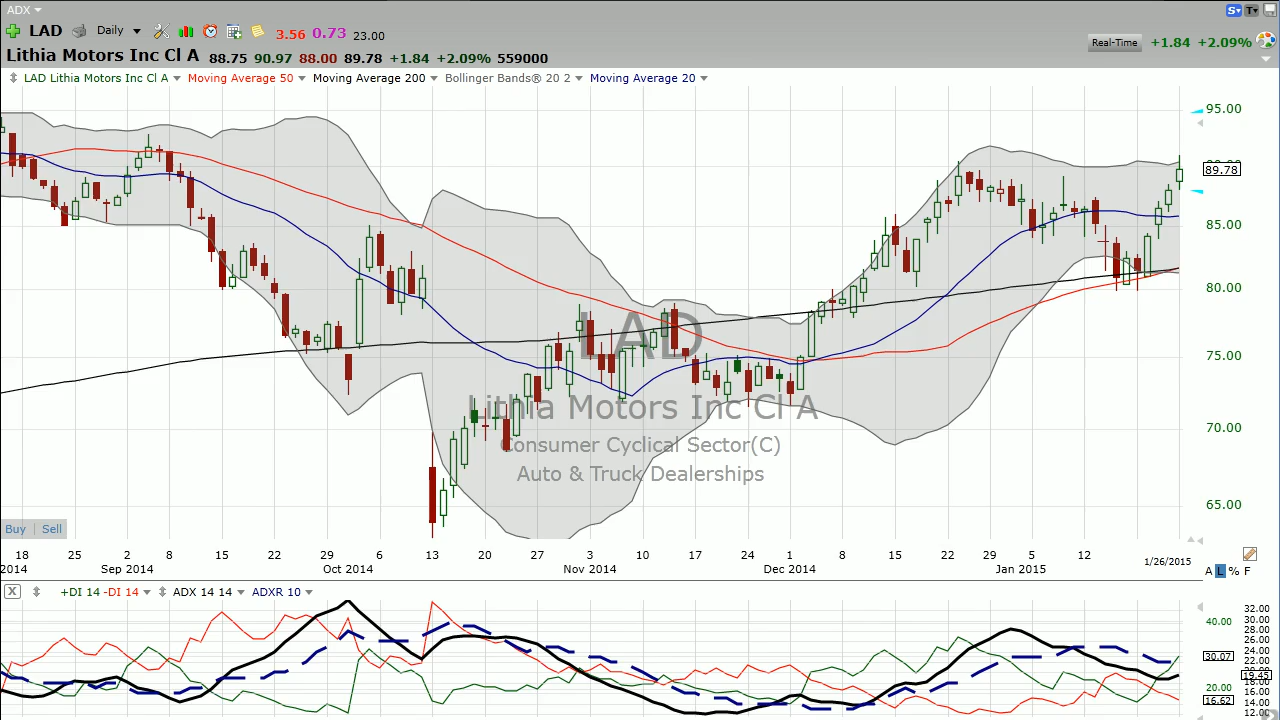 ADX
S T
LAD Daily 3.56 0.73 23.00
Real-Time +1.84 +2.09%
Lithia Motors Inc Cl A 88.75 90.97 88.00 89.78 +1.84 +2.09% 559000
LAD Lithia Motors Inc Cl A Moving Average 50 Moving Average 200 Bollinger Bands® 20 2 Moving Average 20
95.00
89.78
85.00
80.00
75.00
70.00
65.00
LAD
Lithia Motors Inc Cl A
Consumer Cyclical Sector(C)
Auto & Truck Dealerships
Buy Sell
18 25 2 8 15 22 29 6 13 20 27 3 10 17 24 1 8 15 22 29 5 12
2014 Sep 2014 Oct 2014 Nov 2014 Dec 2014 Jan 2015 1/26/2015
A L % F
X +DI 14 -DI 14 ADX 14 14 ADXR 10
40.00
30.07
20.00
16.62
32.00
30.00
28.00
26.00
24.00
22.00
19.45
18.00
16.00
14.00
12.00